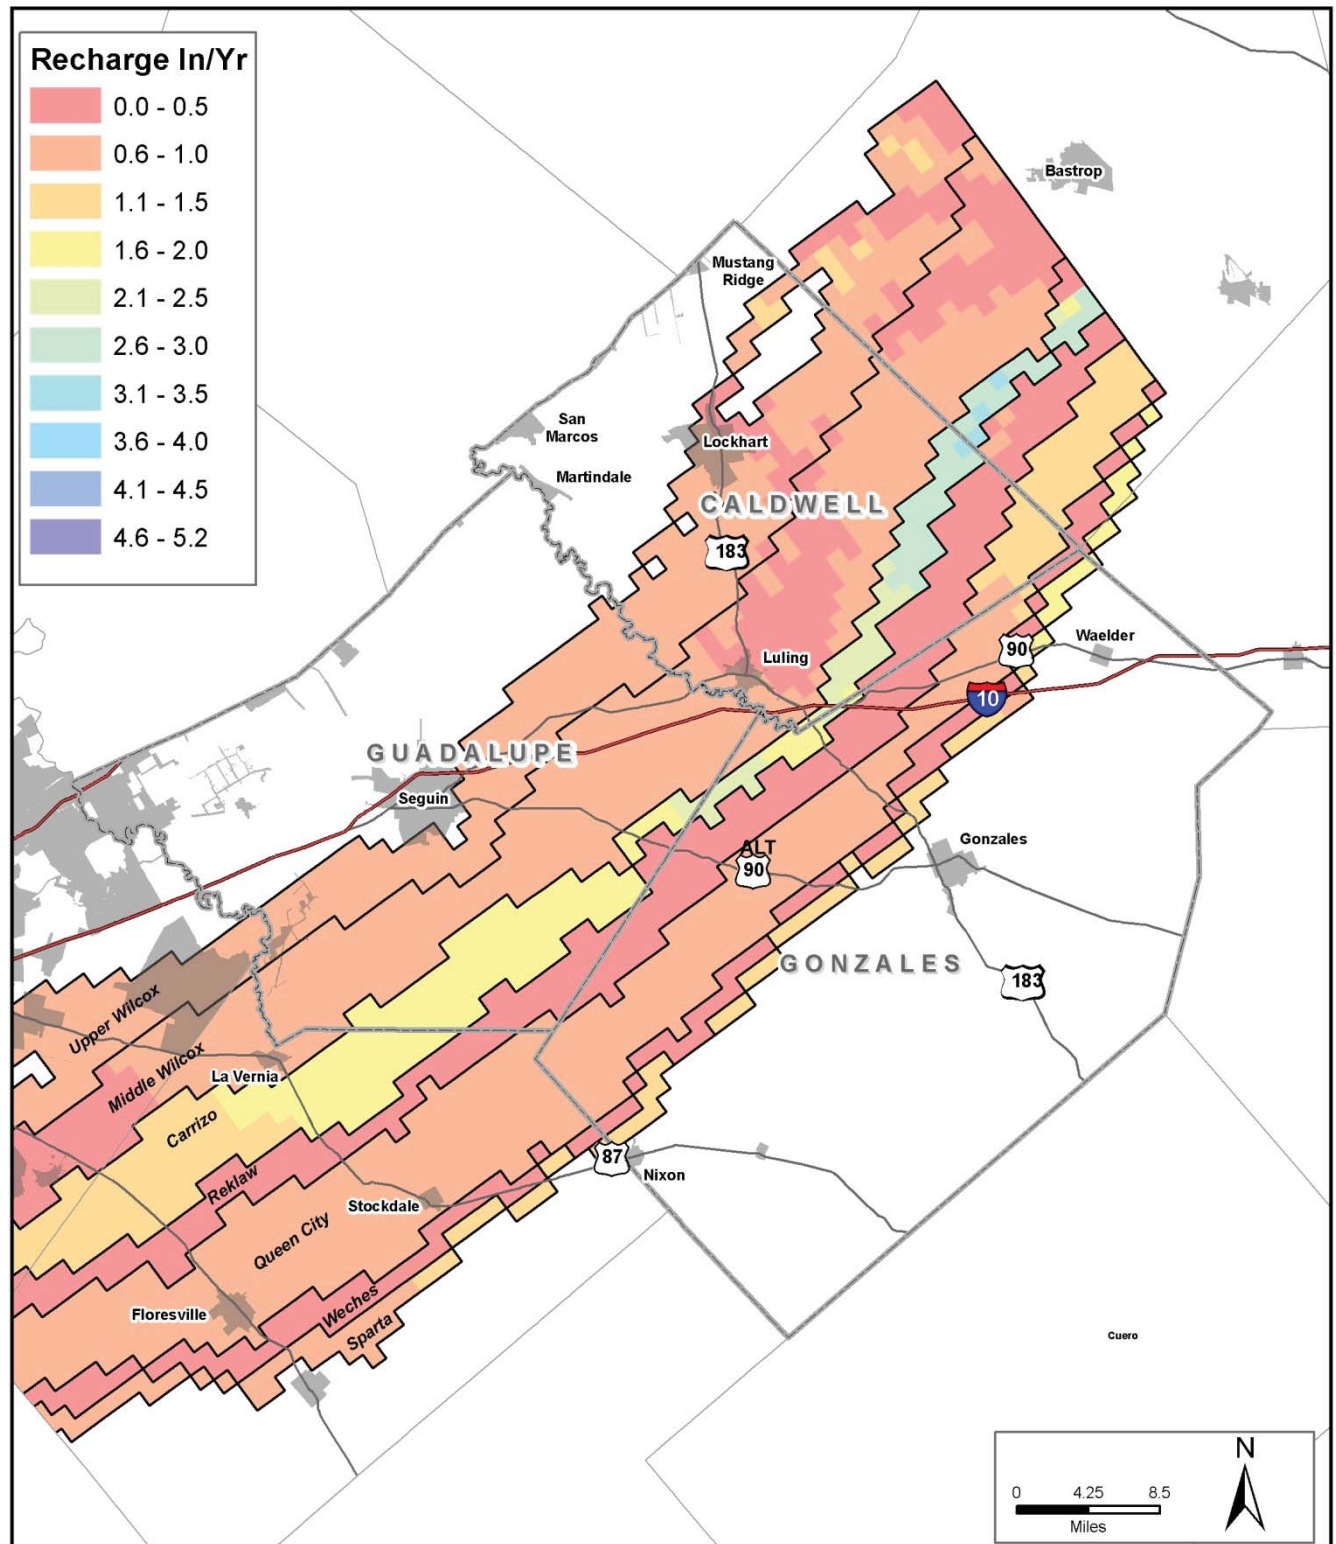 Recharge In/Yr
0.0 - 0.5
0.6 - 1.0
1.1 - 1.5
1.6 - 2.0
2.1 - 2.5
2.6 - 3.0
3.1 - 3.5
3.6 - 4.0
4.1 - 4.5
4.6 - 5.2
Bastrop
Mustang
Ridge
San
Marcos
Lockhart
Martindale
CALDWELL
183
Waelder
90
Luling
10
GUADALUPE
Seguin
Gonzales
ALT
90
GONZALES
183
Upper Wilcox
Middle Wilcox
La Vernia
Carrizo
Reklaw
87
Nixon
Stockdale
Queen City
Floresville
Weches
Sparta
Cuero
N
0 4.25 8.5
Miles